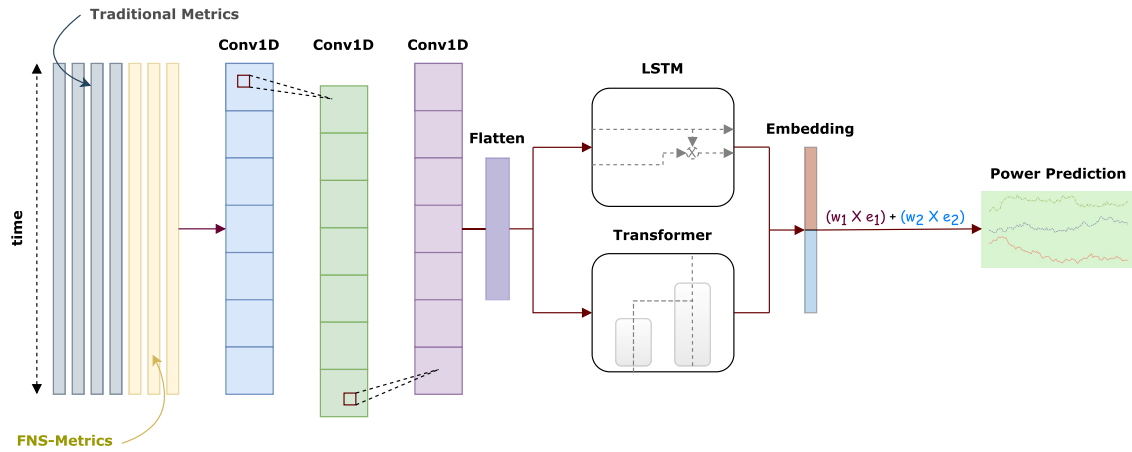 Traditional Metrics
Conv1D
Conv1D
Conv1D
LSTM
Flatten
Embedding
Power Prediction
time
X
(w1 X e1) + (w2 X e2)
Transformer
FNS-Metrics